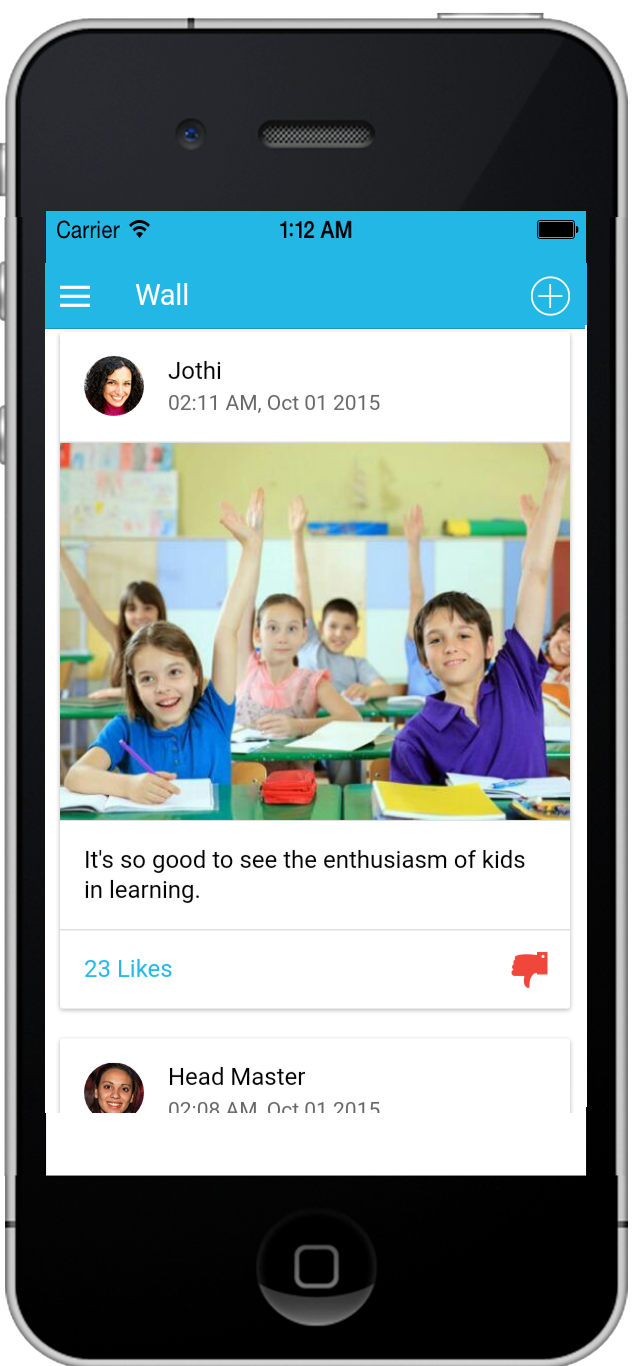 Carrier 1:12 AM
Wall
Jothi
02:11 AM, Oct 01 2015
It's so good to see the enthusiasm of kids
in learning.
23 Likes
Head Master
02:08 AM, Oct 01 2015